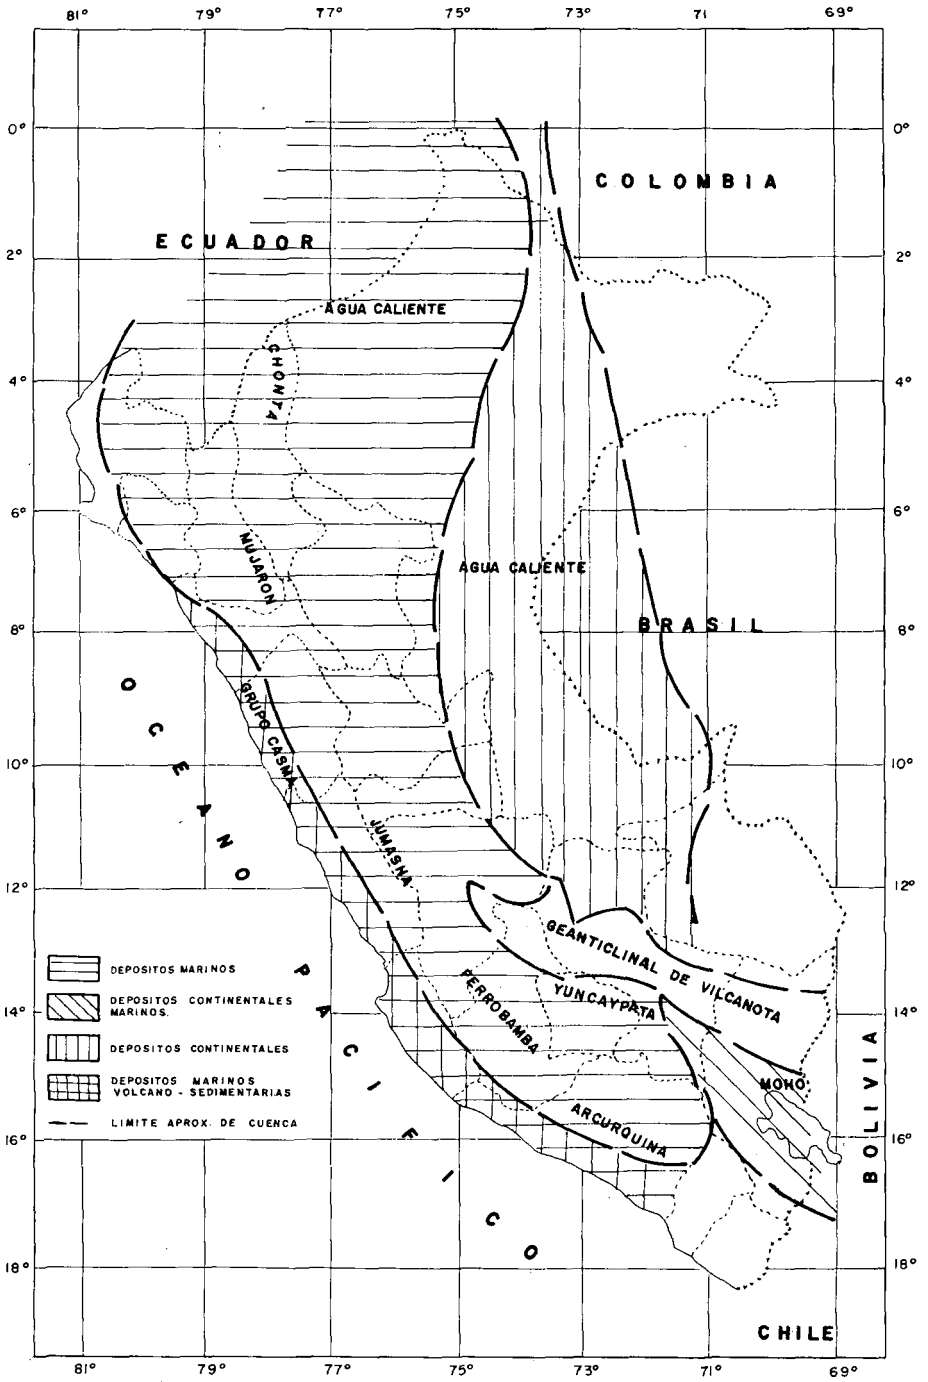 81° 79° 77° 75° 73° 71 69°
0° 0°
COLOMBIA
ECUADOR
2° 2°
AGUA CALIENTE
CHONTA
4° 4°
6° 6°
MUJARON
AGUA CALIENTE
BRASIL
8° 8°
GRUPO CASMA
10° 10°
JUMASHA
12° 12°
OCEANO PACIFICO
GEANTICLINAL DE VILCANOTA
YUNCAYPATA
FERROBAMBA
14° 14°
MOHO
BOLIVIA
ARCURQUINA
16° 16°
DEPOSITOS MARINOS
DEPOSITOS CONTINENTALES
MARINOS.
DEPOSITOS CONTINENTALES
DEPOSITOS MARINOS
VOLCANO - SEDIMENTARIAS
LIMITE APROX. DE CUENCA
18° 18°
CHILE
81° 79° 77° 75° 73° 71° 69°